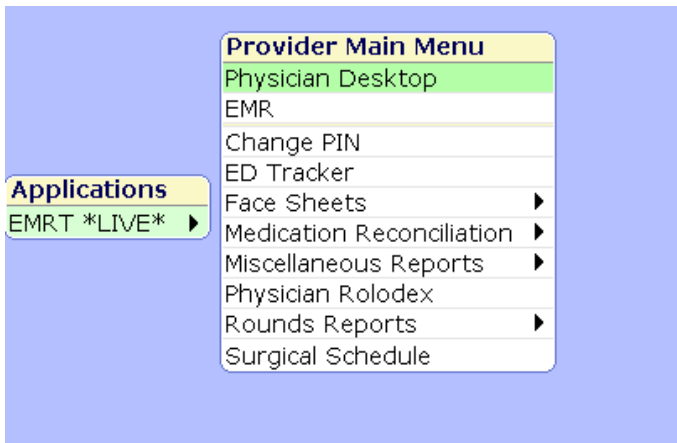 Applications
EMRT *LIVE*
Provider Main Menu
Physician Desktop
EMR
Change PIN
ED Tracker
Face Sheets
Medication Reconciliation
Miscellaneous Reports
Physician Rolodex
Rounds Reports
Surgical Schedule